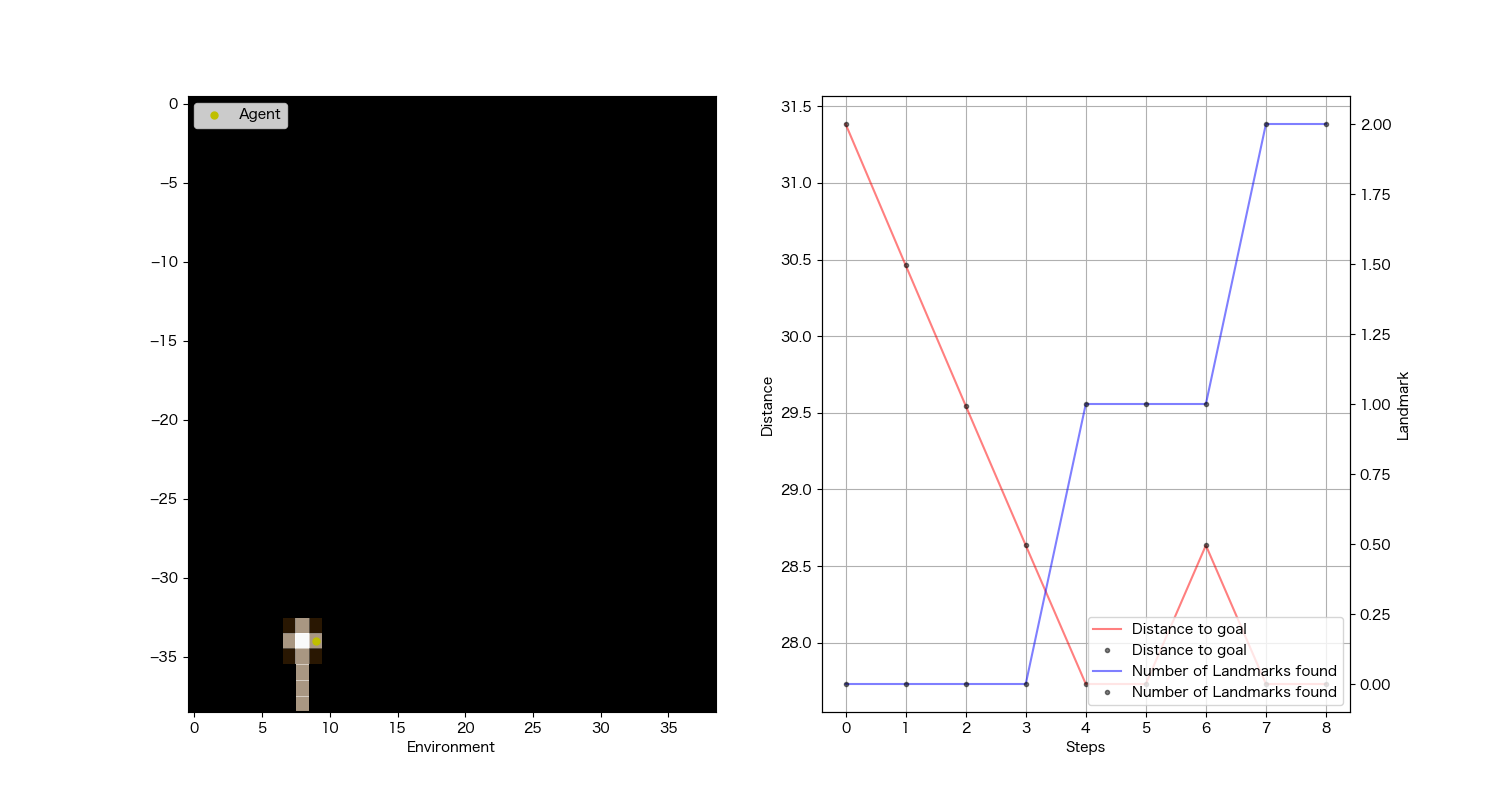 Agent
0
−5
−10
−15
−20
−25
−30
−35
0 5 10 15 20 25 30 35
Environment
31.5
31.0
30.5
30.0
29.5
29.0
28.5
28.0
Distance
2.00
1.75
1.50
1.25
1.00
0.75
0.50
0.25
0.00
Landmark
Distance to goal
Distance to goal
Number of Landmarks found
Number of Landmarks found
0 1 2 3 4 5 6 7 8
Steps